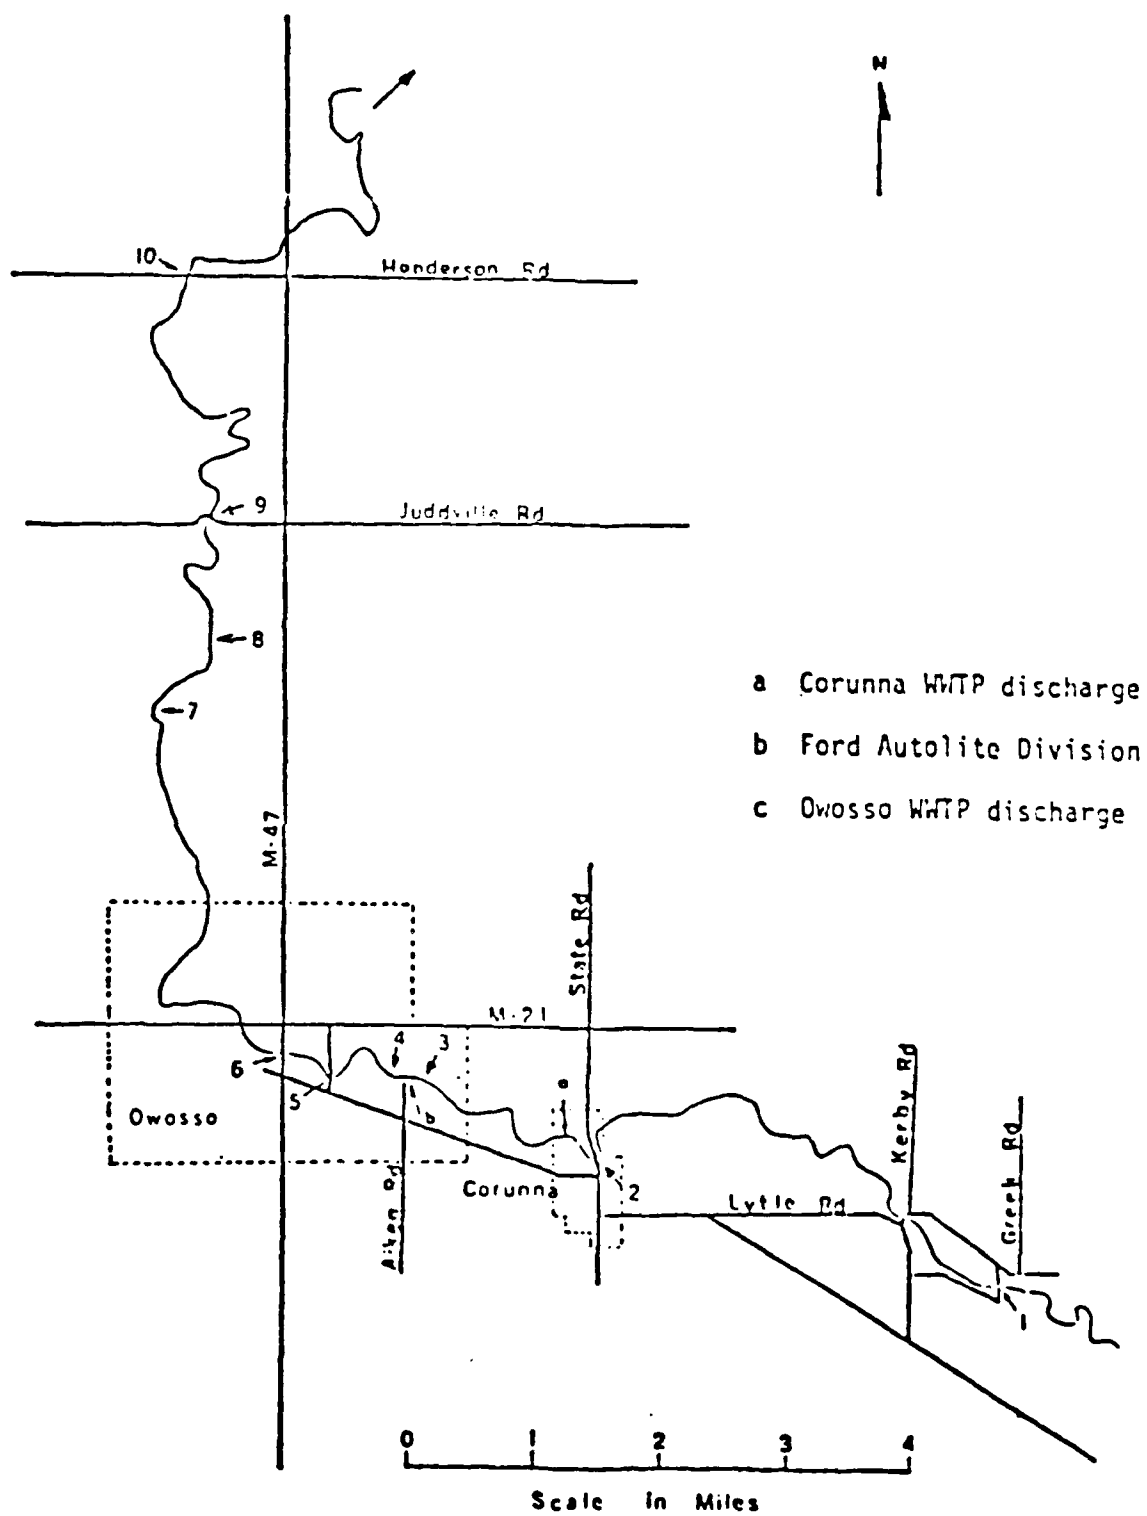 N
10
Henderson Rd
9
Juddville Rd
8
a Corunna WWTP discharge
7
b Ford Autolite Division
c Owosso WWTP discharge
M-47
State Rd
M-21
4
3
6
a
Kerby Rd
5
b
Owosso
Greek Rd
Aiken Rd
Corunna
2
Lytle Rd
1
0 1 2 3 4
Scale in Miles